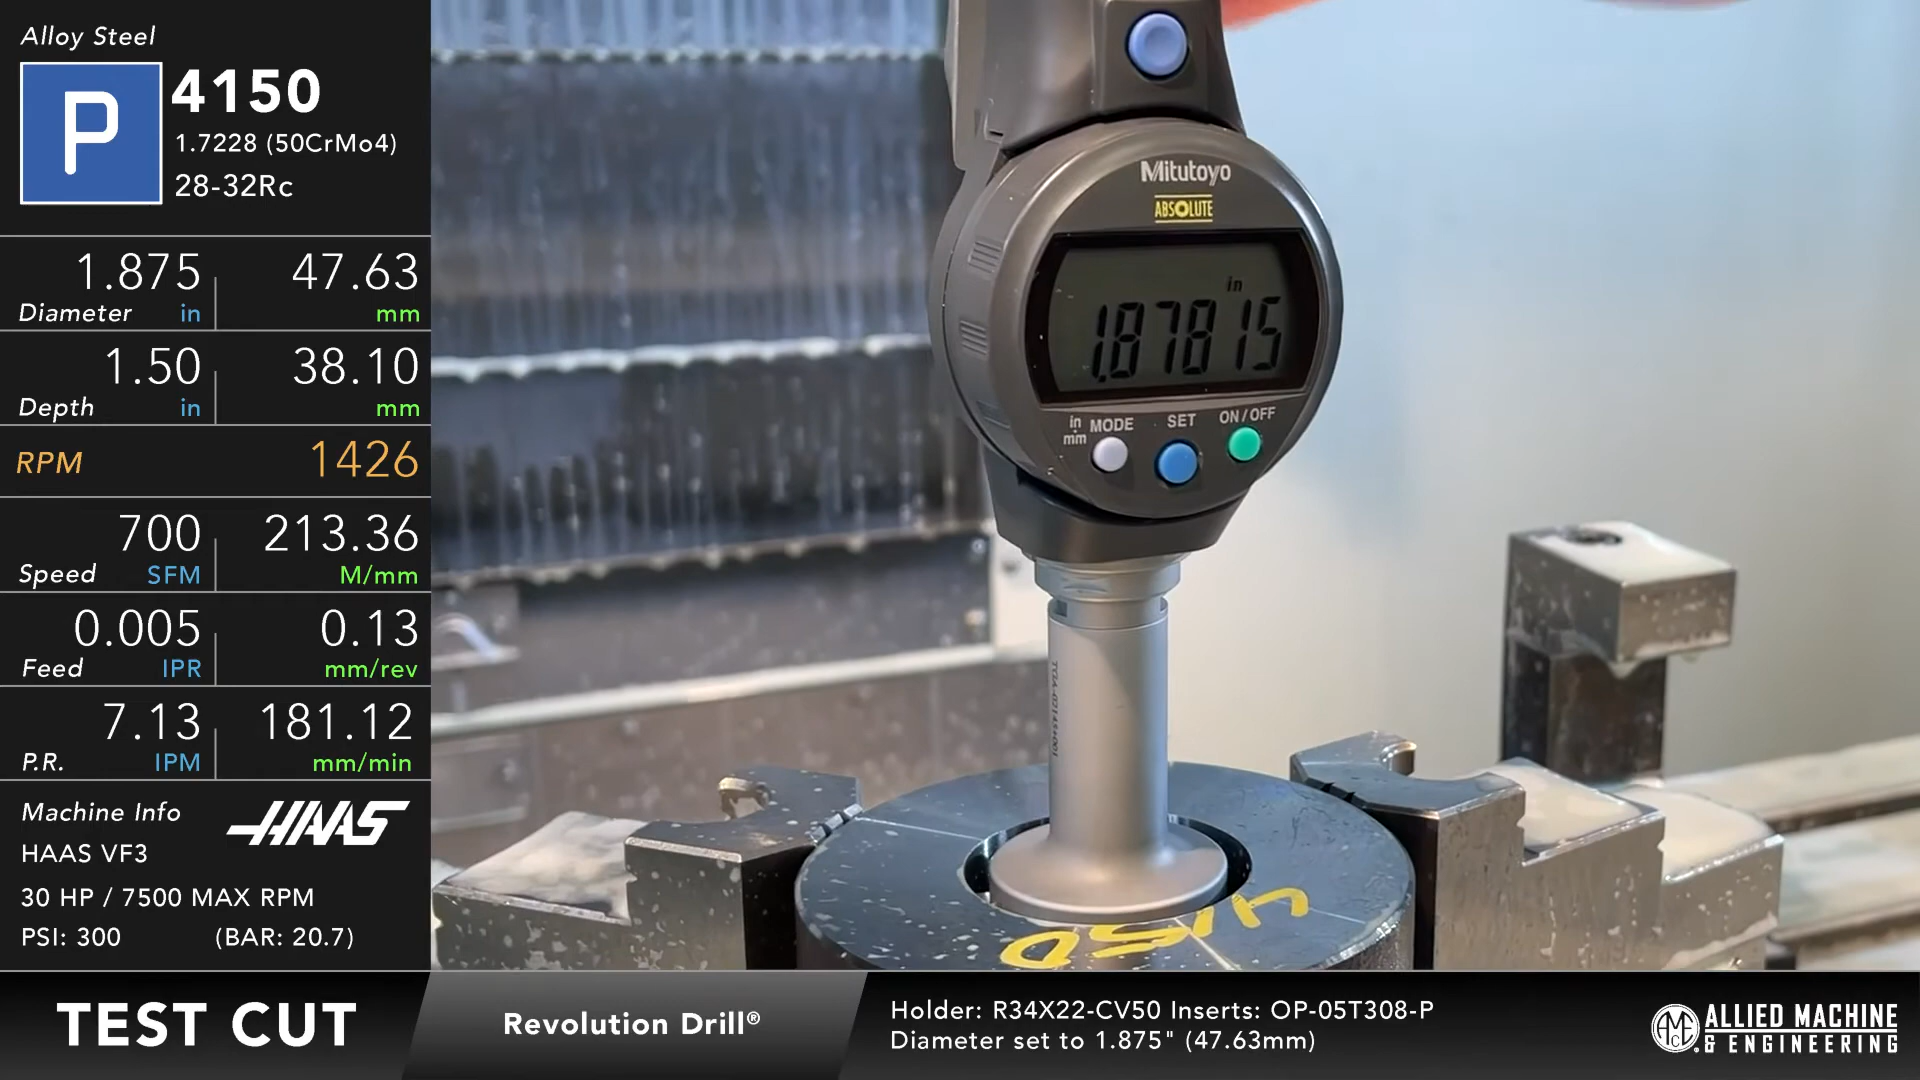 Alloy Steel
P
4150
1.7228 (50CrMo4)
28-32Rc
1.875 47.63
Diameter in mm
1.50 38.10
Depth in mm
RPM 1426
700 213.36
Speed SFM M/mm
0.005 0.13
Feed IPR mm/rev
7.13 181.12
P.R. IPM mm/min
Machine Info
HAAS
HAAS VF3
30 HP / 7500 MAX RPM
PSI: 300 (BAR: 20.7)
Mitutoyo
ABSOLUTE
in
1.87815
in
mm
MODE SET ON/OFF
4150
TEST CUT
Revolution Drill®
Holder: R34X22-CV50 Inserts: OP-05T308-P
Diameter set to 1.875" (47.63mm)
ALLIED MACHINE
& ENGINEERING